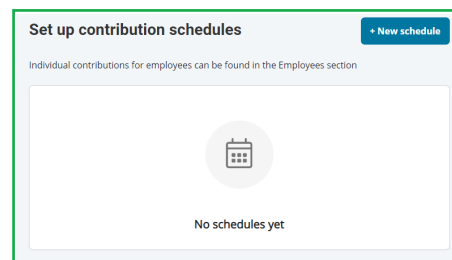 Set up contribution schedules
+ New schedule
Individual contributions for employees can be found in the Employees section
No schedules yet